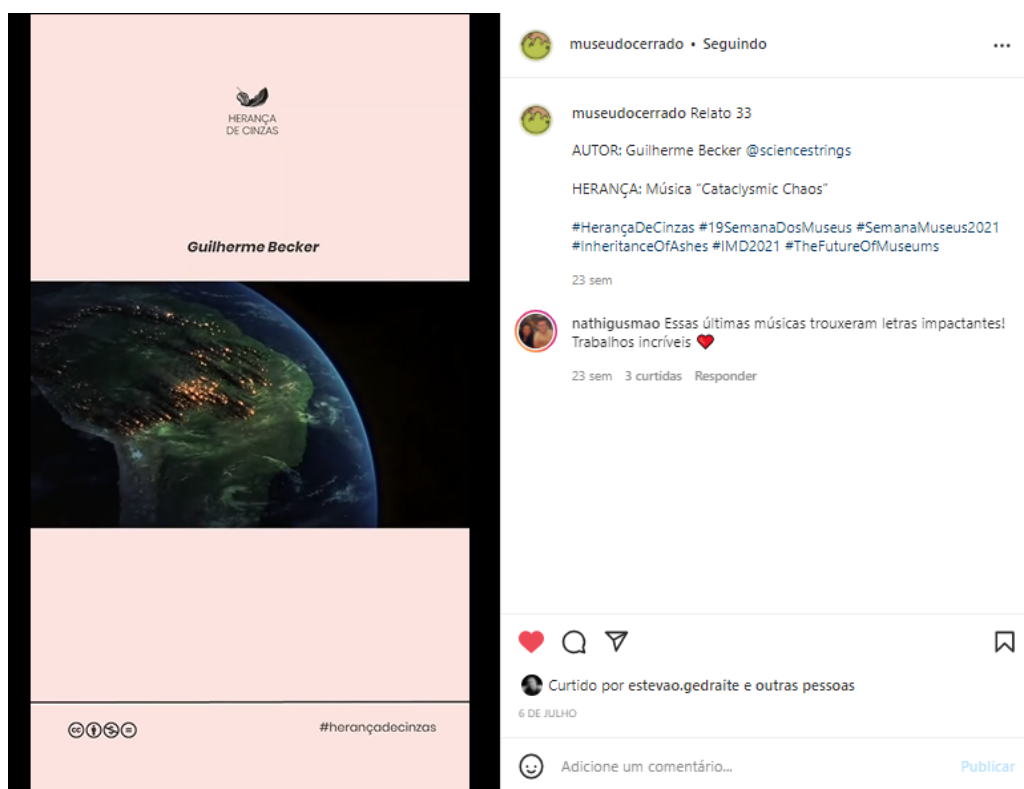 HERANÇA
DE CINZAS
Guilherme Becker
#herançadecinzas
museudocerrado • Seguindo
museudocerrado Relato 33
AUTOR: Guilherme Becker @sciencestrings
HERANÇA: Música “Cataclysmic Chaos”
#HerançaDeCinzas #19SemanaDosMuseus #SemanaMuseus2021
#InheritanceOfAshes #IMD2021 #TheFutureOfMuseums
23 sem
nathigusmao Essas últimas músicas trouxeram letras impactantes!
Trabalhos incríveis ❤️
23 sem 3 curtidas Responder
Curtido por estevao.gedraite e outras pessoas
6 DE JULHO
Adicione um comentário... Publicar